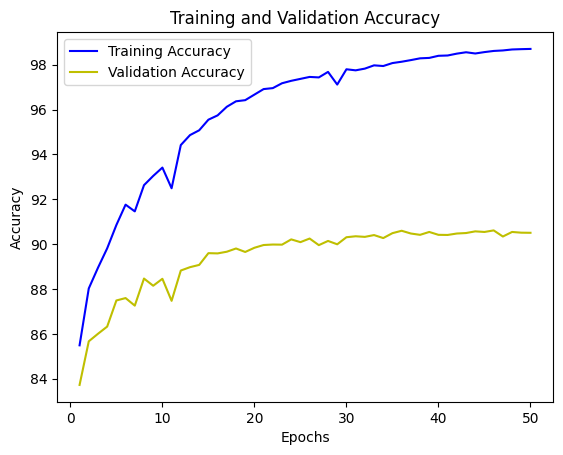 Training and Validation Accuracy
Training Accuracy
Validation Accuracy
98
96
94
92
90
88
86
84
Accuracy
0
10
20
30
40
50
Epochs